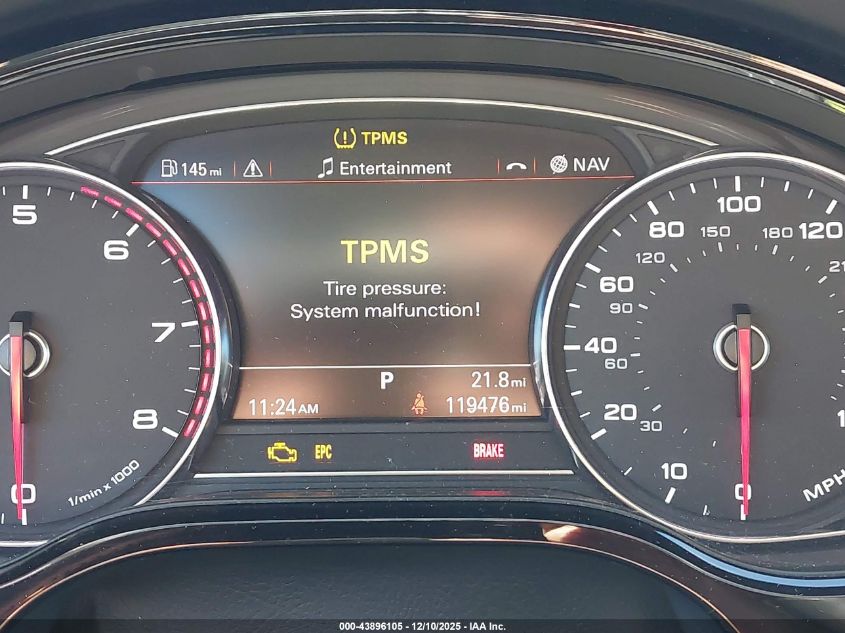 TPMS
145 mi
Entertainment
NAV
TPMS
Tire pressure:
System malfunction!
P
21.8 mi
11:24 AM
119476 mi
EPC
BRAKE
5
6
7
8
0
1/min x 1000
0
10
20
40
60
80
100
120
30
60
90
120
150
180
21
1
MPH
000-43896105 - 12/10/2025 - IAA Inc.